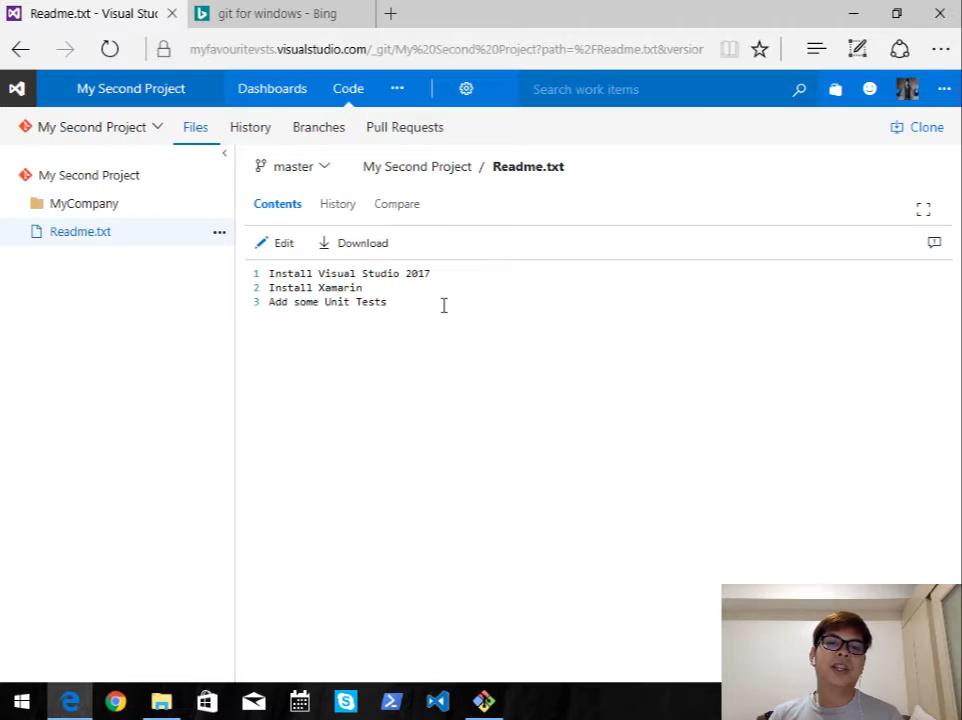 Readme.txt - Visual Stu
git for windows - Bing
myfavouritevsts.visualstudio.com/_git/My%20Second%20Project?path=%2FReadme.txt&version
My Second Project
Dashboards
Code
Search work items
My Second Project
Files
History
Branches
Pull Requests
Clone
My Second Project
MyCompany
Readme.txt
master
My Second Project / Readme.txt
Contents
History
Compare
Edit
Download
1 Install Visual Studio 2017
2 Install Xamarin
3 Add some Unit Tests